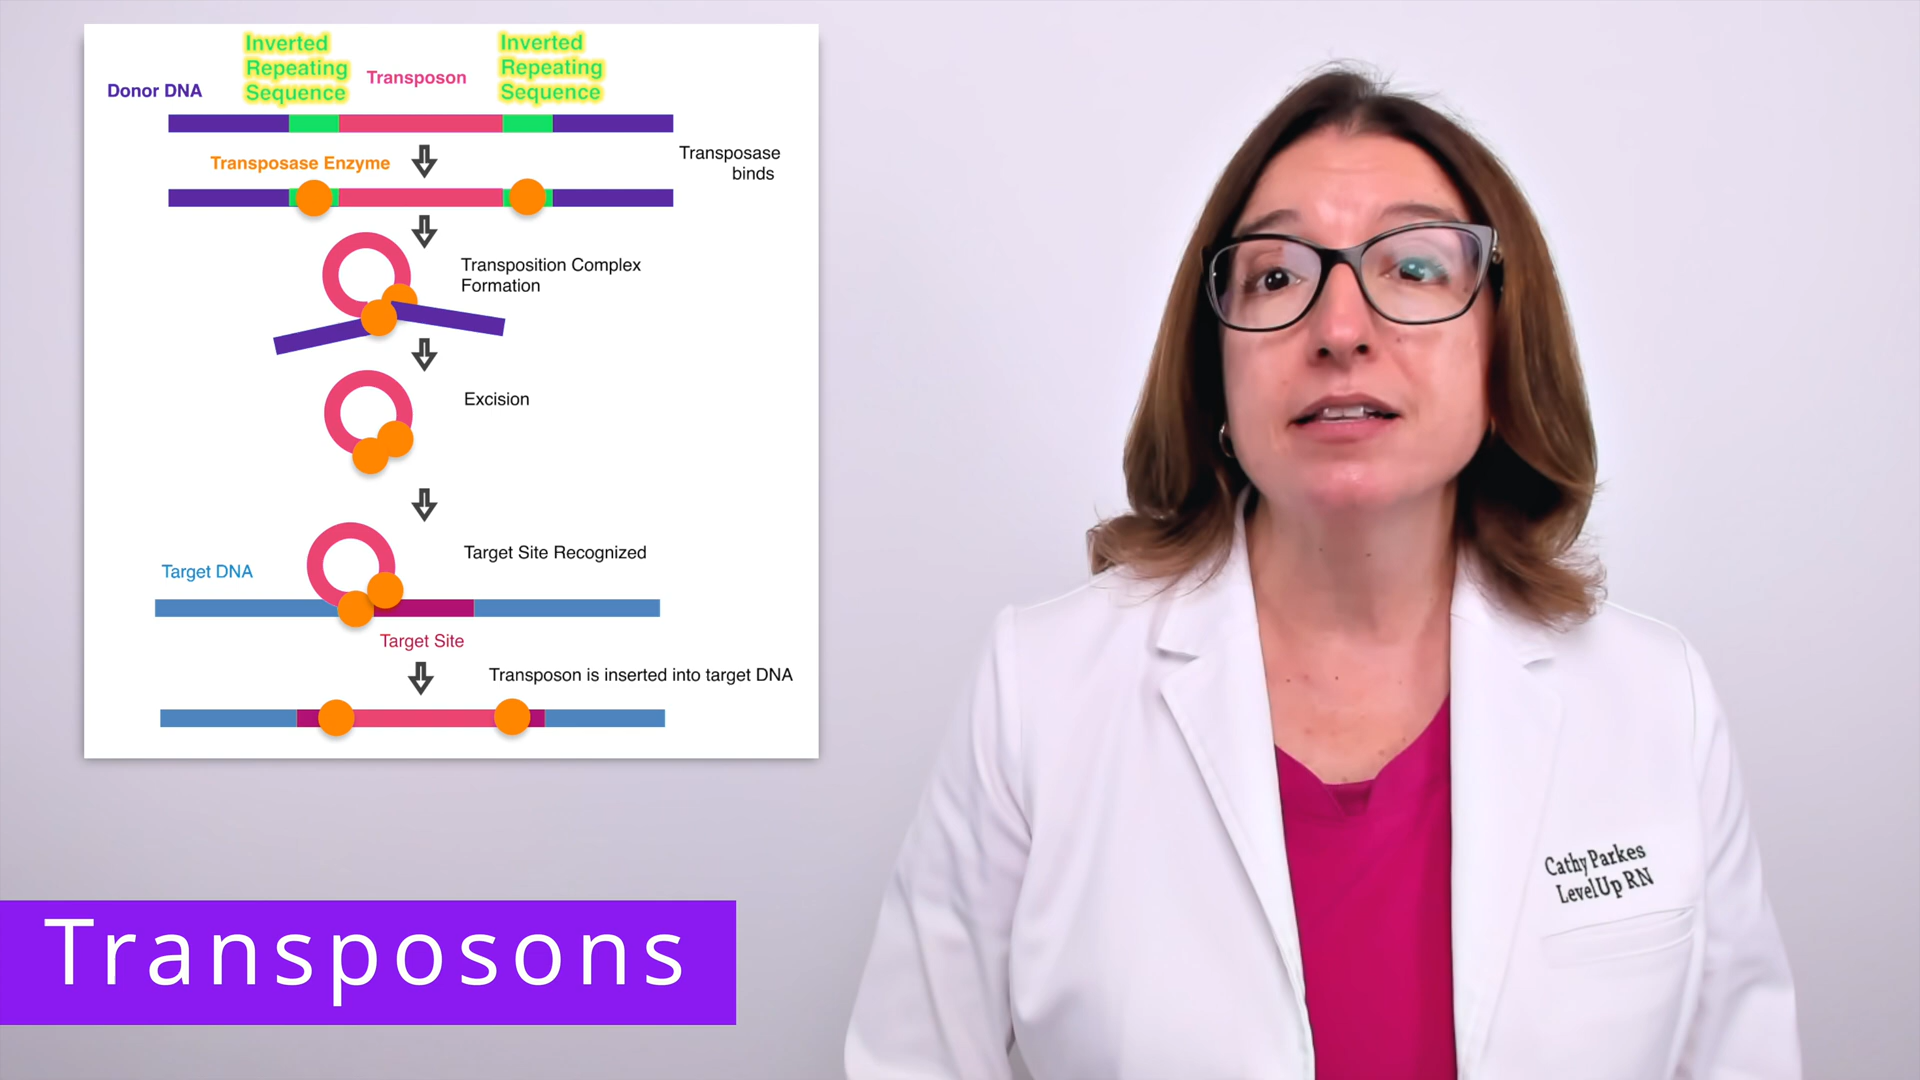 Inverted
Repeating
Sequence
Inverted
Repeating
Sequence
Transposon
Donor DNA
Transposase Enzyme
Transposase
binds
Transposition Complex
Formation
Excision
Target Site Recognized
Target DNA
Target Site
Transposon is inserted into target DNA
Transposons
Cathy Parkes
LevelUp RN